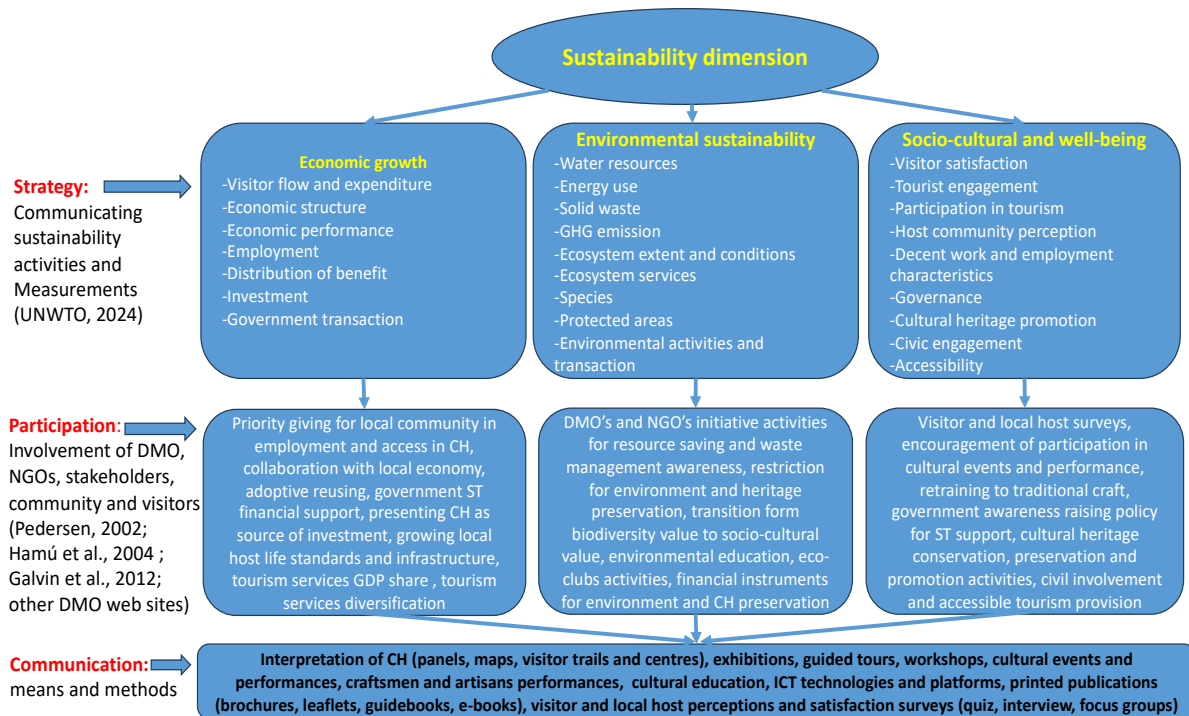 Sustainability dimension
Strategy:
Communicating
sustainability
activities and
Measurements
(UNWTO, 2024)
Economic growth
-Visitor flow and expenditure
-Economic structure
-Economic performance
-Employment
-Distribution of benefit
-Investment
-Government transaction
Environmental sustainability
-Water resources
-Energy use
-Solid waste
-GHG emission
-Ecosystem extent and conditions
-Ecosystem services
-Species
-Protected areas
-Environmental activities and
transaction
Socio-cultural and well-being
-Visitor satisfaction
-Tourist engagement
-Participation in tourism
-Host community perception
-Decent work and employment
characteristics
-Governance
-Cultural heritage promotion
-Civic engagement
-Accessibility
Participation:
Involvement of DMO,
NGOs, stakeholders,
community and visitors
(Pedersen, 2002;
Hamú et al., 2004 ;
Galvin et al., 2012;
other DMO web sites)
Priority giving for local community in
employment and access in CH,
collaboration with local economy,
adoptive reusing, government ST
financial support, presenting CH as
source of investment, growing local
host life standards and infrastructure,
tourism services GDP share , tourism
services diversification
DMO's and NGO's initiative activities
for resource saving and waste
management awareness, restriction
for environment and heritage
preservation, transition form
biodiversity value to socio-cultural
value, environmental education, eco-
clubs activities, financial instruments
for environment and CH preservation
Visitor and local host surveys,
encouragement of participation in
cultural events and performance,
retraining to traditional craft,
government awareness raising policy
for ST support, cultural heritage
conservation, preservation and
promotion activities, civil involvement
and accessible tourism provision
Communication:
means and methods
Interpretation of CH (panels, maps, visitor trails and centres), exhibitions, guided tours, workshops, cultural events and
performances, craftsmen and artisans performances, cultural education, ICT technologies and platforms, printed publications
(brochures, leaflets, guidebooks, e-books), visitor and local host perceptions and satisfaction surveys (quiz, interview, focus groups)